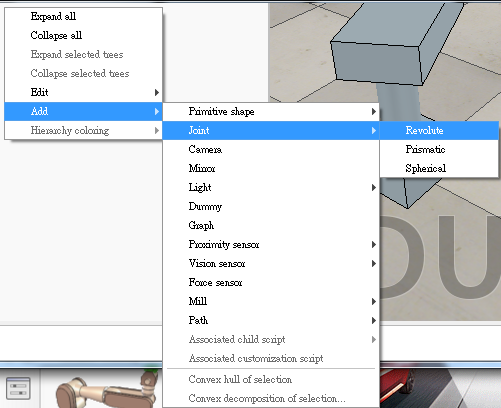 Expand all
Collapse all
Expand selected trees
Collapse selected trees
Edit
Add
Hierarchy coloring
Primitive shape
Joint
Camera
Mirror
Light
Dummy
Graph
Proximity sensor
Vision sensor
Force sensor
Mill
Path
Associated child script
Associated customization script
Convex hull of selection
Convex decomposition of selection...
Revolute
Prismatic
Spherical
DU